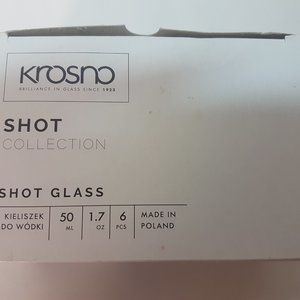 krosno
BRILLIANCE IN GLASS SINCE 1923
SHOT
COLLECTION
SHOT GLASS
KIELISZEK DO WÓDKI
50 ML
1.7 OZ
6 PCS
MADE IN POLAND